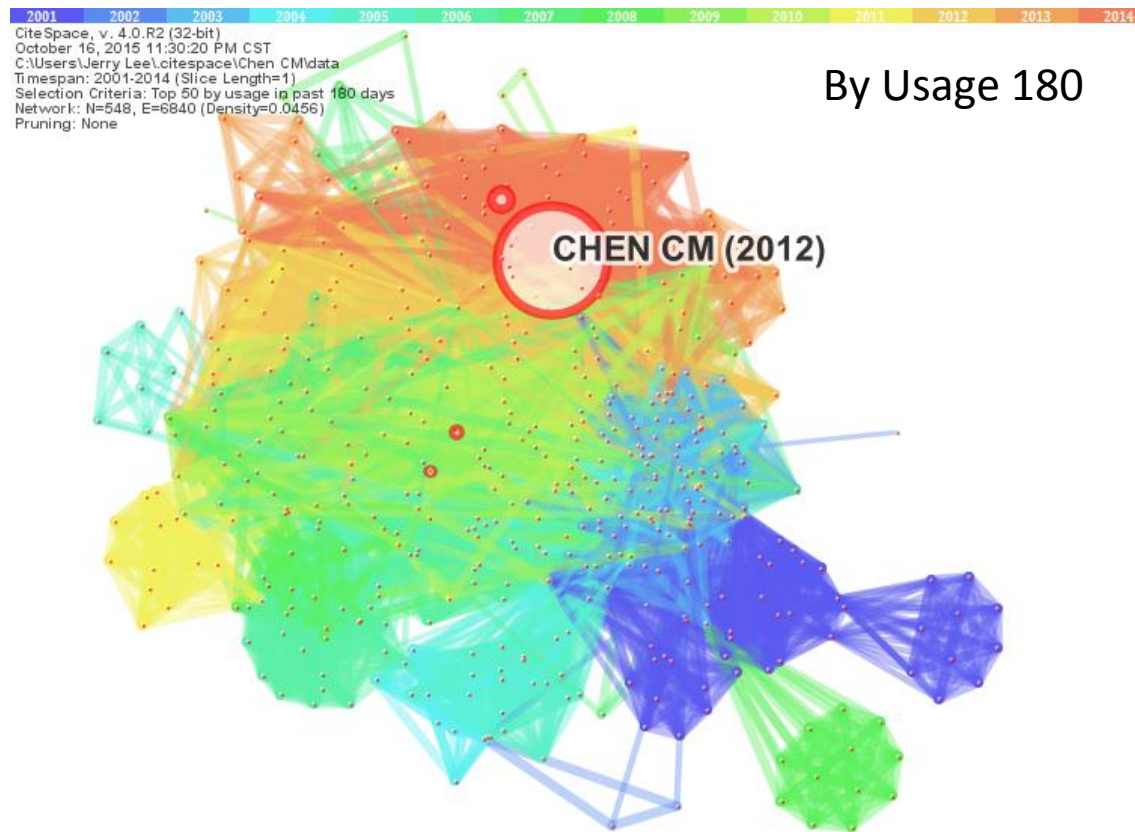 2001 2002 2003 2004 2005 2006 2007 2008 2009 2010 2011 2012 2013 2014
CiteSpace, v. 4.0.R2 (32-bit)
October 16, 2015 11:30:20 PM CST
C:\Users\Jerry Lee\.citespace\Chen CM\data
Timespan: 2001-2014 (Slice Length=1)
Selection Criteria: Top 50 by usage in past 180 days
Network: N=548, E=6840 (Density=0.0456)
Pruning: None
By Usage 180
CHEN CM (2012)